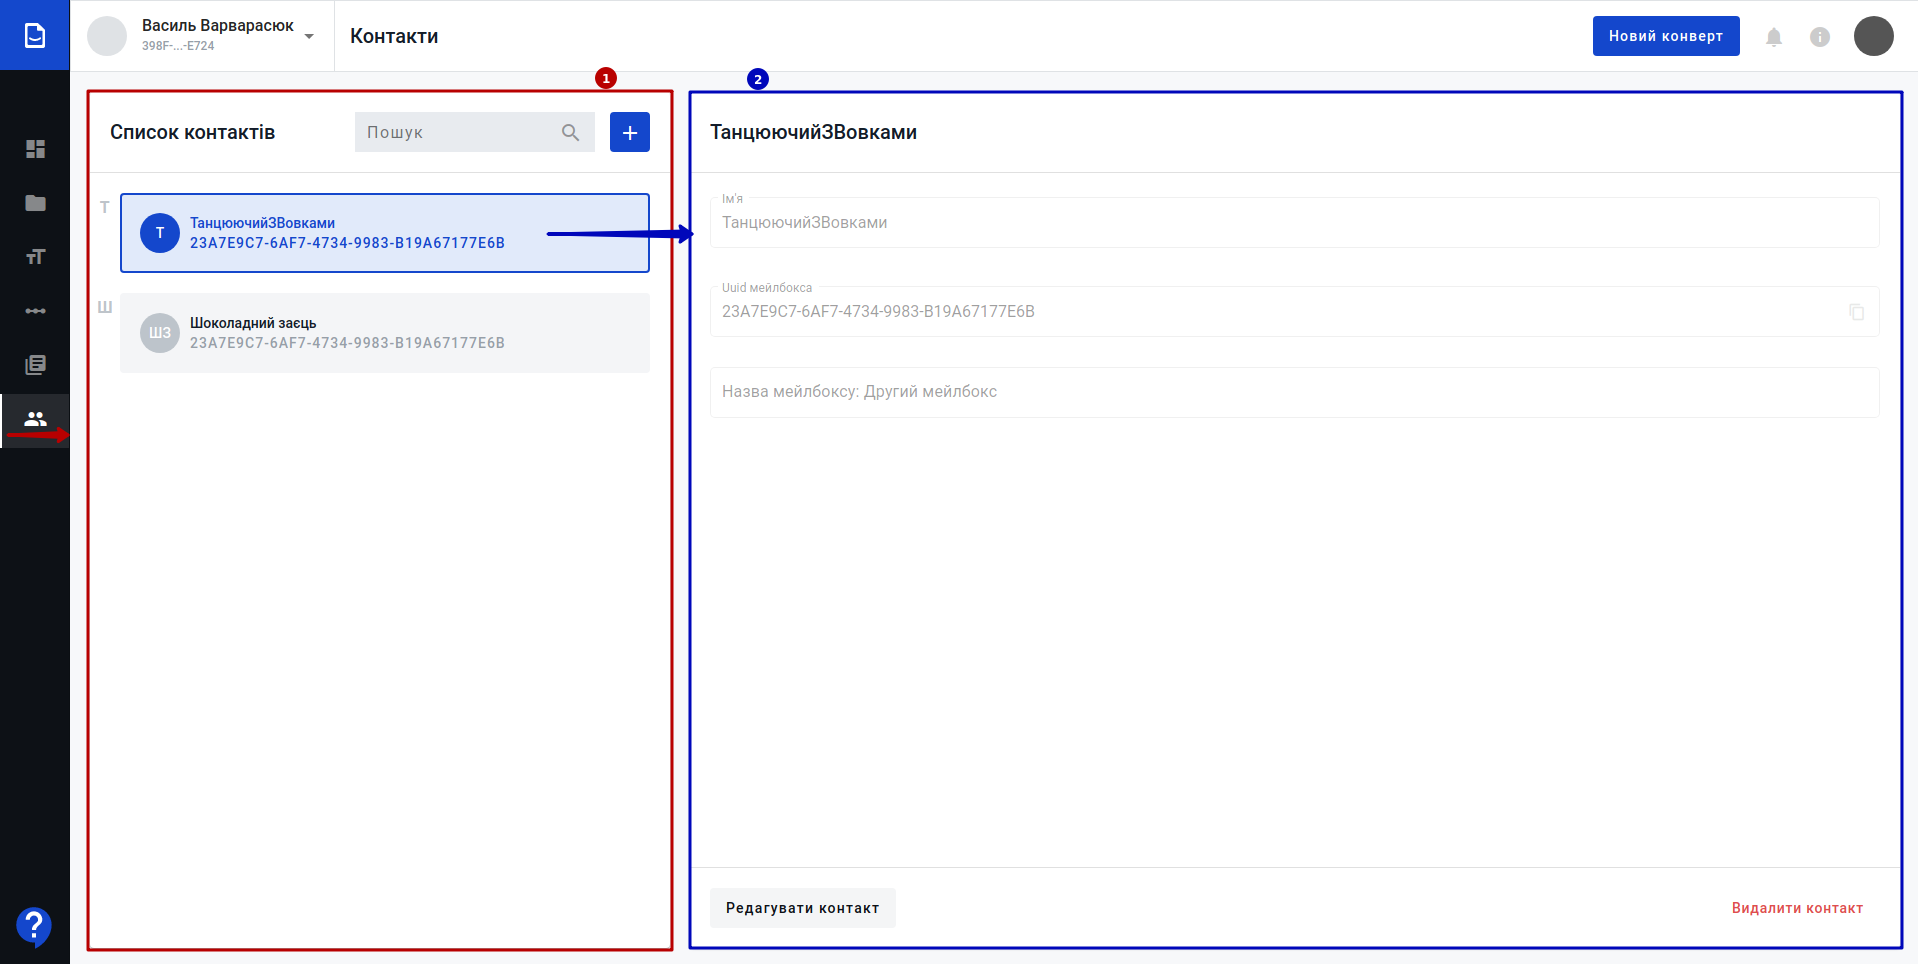 Василь Варварасюк
398F-...-E724
Контакти
Новий конверт
1
2
Список контактів
Пошук
+
Т
Т
ТанцюючийЗВовками
23A7E9C7-6AF7-4734-9983-B19A67177E6B
Ш
ШЗ
Шоколадний заєць
23A7E9C7-6AF7-4734-9983-B19A67177E6B
ТанцюючийЗВовками
Ім'я
ТанцюючийЗВовками
Uuid мейлбокса
23A7E9C7-6AF7-4734-9983-B19A67177E6B
Назва мейлбоксу: Другий мейлбокс
Редагувати контакт
Видалити контакт